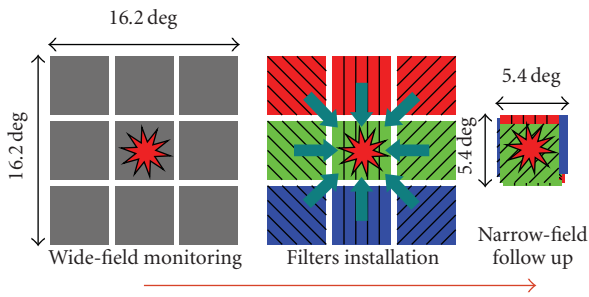 16.2 deg
16.2 deg
5.4 deg
5.4 deg
Wide-field monitoring
Filters installation
Narrow-field
follow up